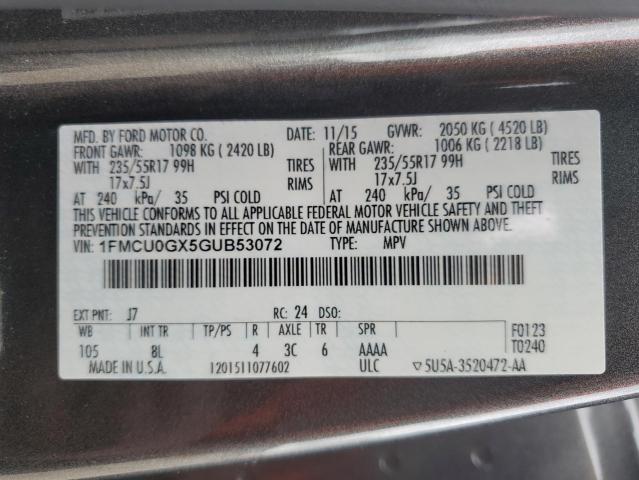 MFD. BY FORD MOTOR CO. DATE: 11/15 GVWR: 2050 KG ( 4520 LB)
FRONT GAWR: 1098 KG ( 2420 LB) REAR GAWR: 1006 KG ( 2218 LB)
WITH 235/55R17 99H TIRES WITH 235/55R17 99H TIRES
17x7.5J RIMS 17x7.5J RIMS
AT 240 kPa/ 35 PSI COLD AT 240 kPa/ 35 PSI COLD
THIS VEHICLE CONFORMS TO ALL APPLICABLE FEDERAL MOTOR VEHICLE SAFETY AND THEFT
PREVENTION STANDARDS IN EFFECT ON THE DATE OF MANUFACTURE SHOWN ABOVE.
VIN: 1FMCU0GX5GUB53072 TYPE: MPV
EXT PNT: J7 RC: 24 DSO:
WB INT TR TP/PS R AXLE TR SPR F0123
105 8L 4 3C 6 AAAA T0240
MADE IN U.S.A. 1201511077602 ULC ▽5U5A-3520472-AA